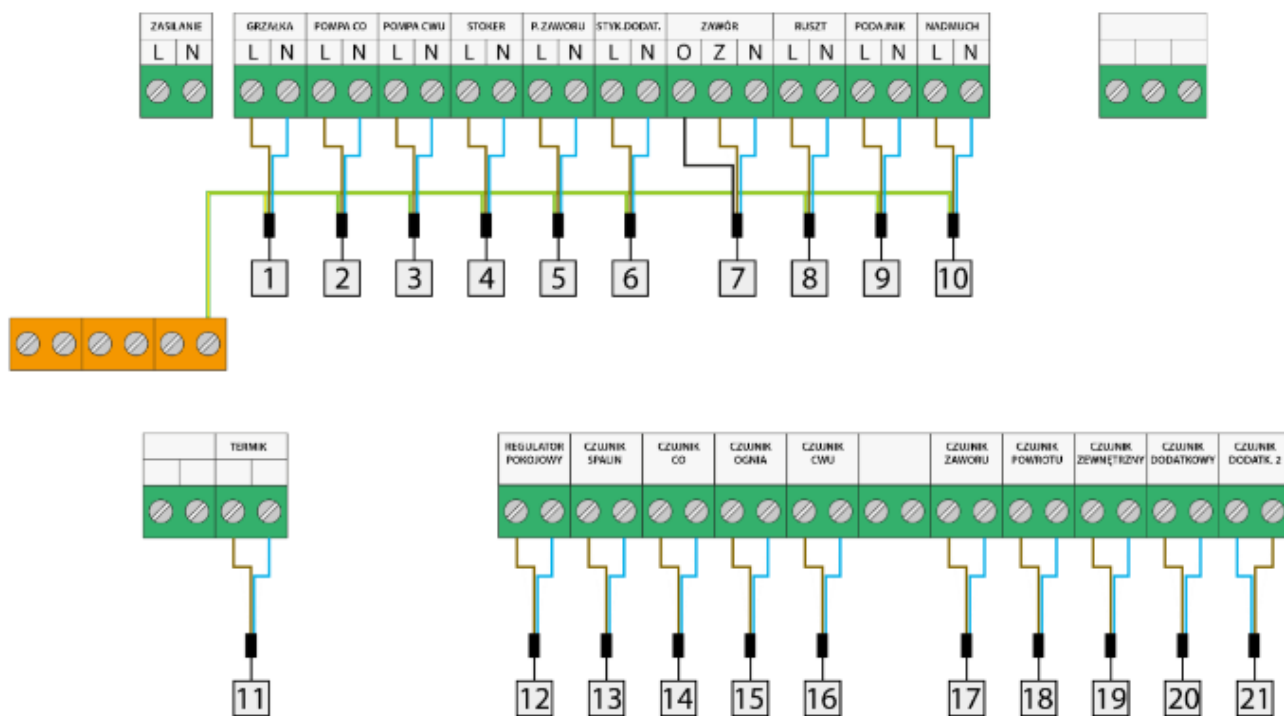 ZASILANIE GRZAŁKA POMPA CO POMPA CWU STOKER P.ZAWORU STYK.DODAT. ZAWÓR RUSZT PODAJNIK NADMUCH
L N L N L N L N L N L N L N O Z N L N L N L N
1 2 3 4 5 6 7 8 9 10
TERMIK
REGULATOR POKOJOWY
CZUJNIK SPALIN
CZUJNIK CO
CZUJNIK OGNIA
CZUJNIK CWU
CZUJNIK ZAWORU
CZUJNIK POWROTU
CZUJNIK ZEWNĘTRZNY
CZUJNIK DODATKOWY
CZUJNIK DODATK. 2
11 12 13 14 15 16 17 18 19 20 21